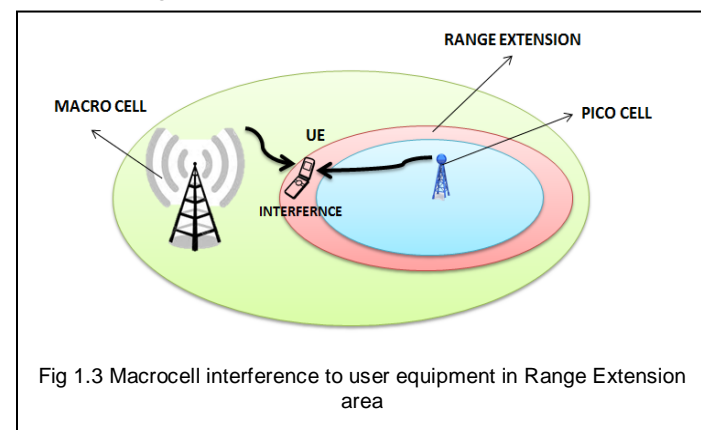 RANGE EXTENSION
MACRO CELL
PICO CELL
UE
INTERFERNCE
Fig 1.3 Macrocell interference to user equipment in Range Extension
area